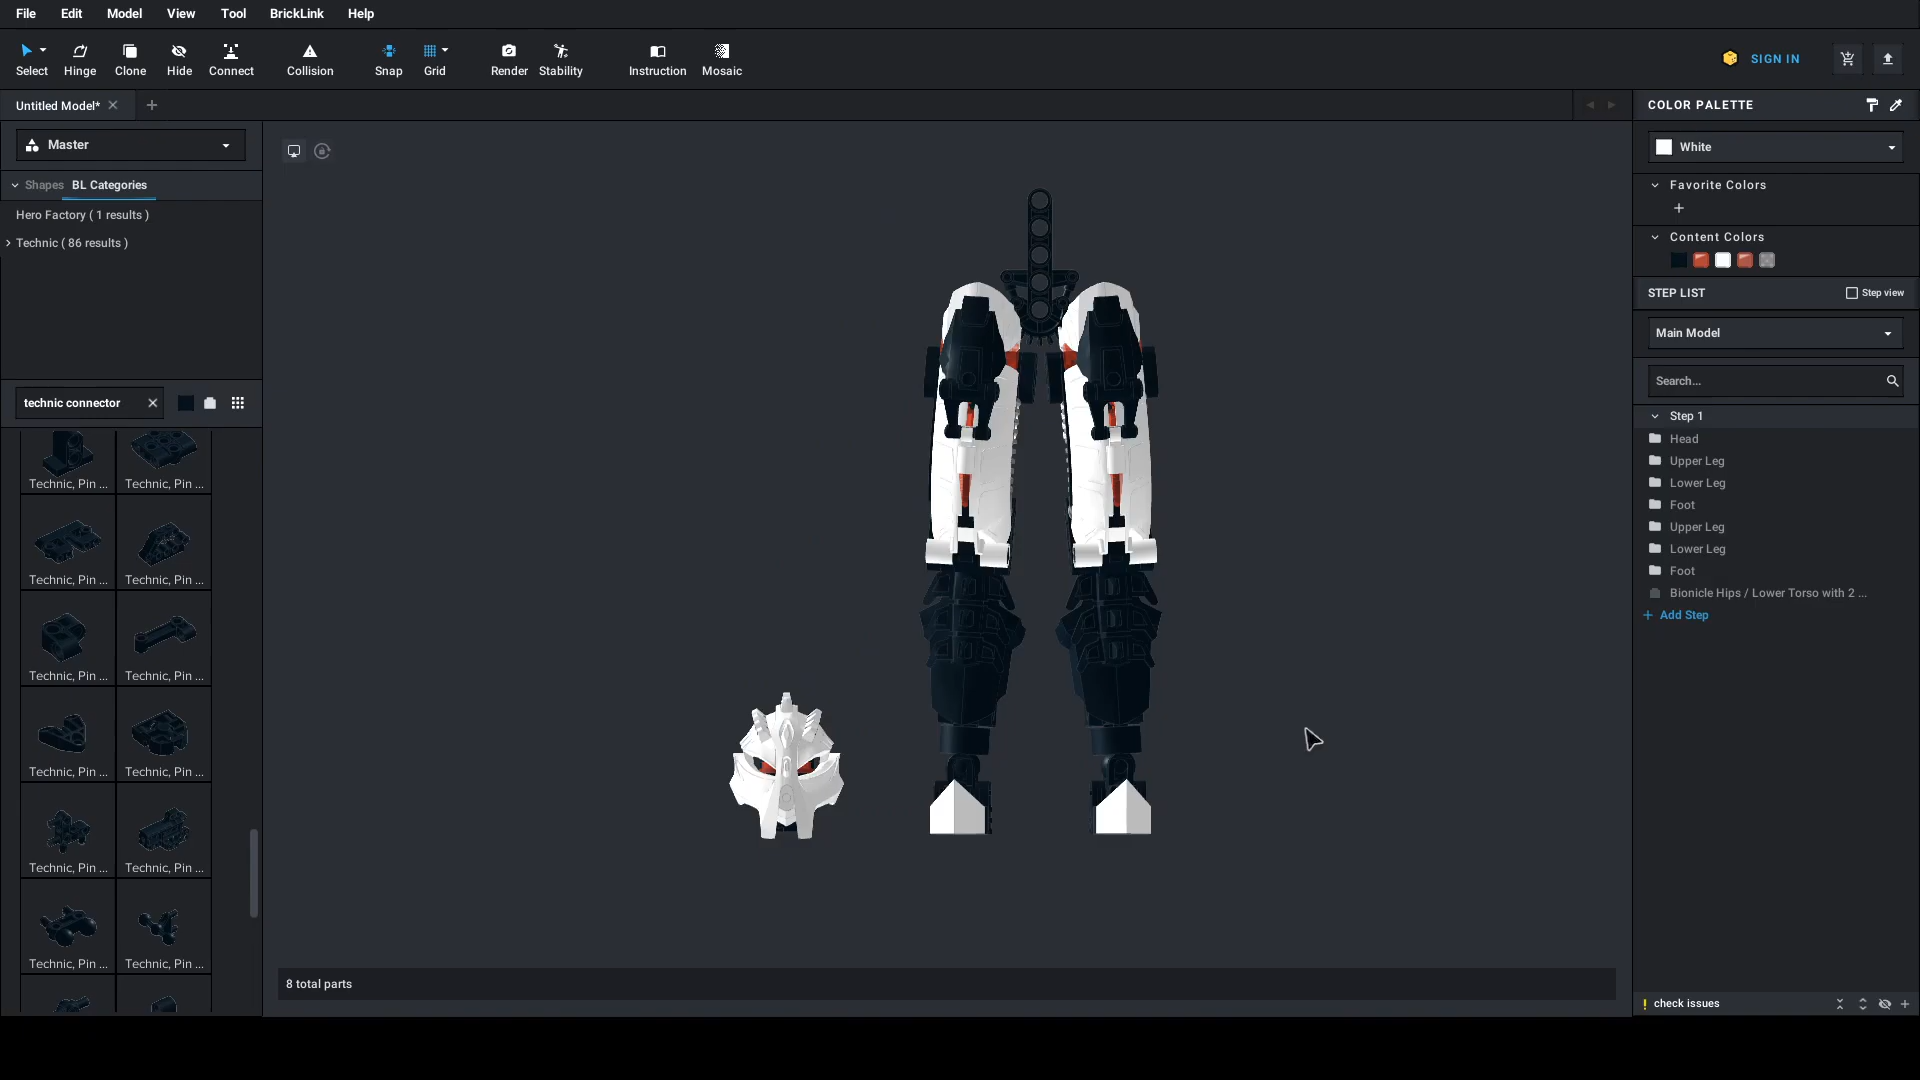 File Edit Model View Tool BrickLink Help
Select Hinge Clone Hide Connect Collision Snap Grid Render Stability Instruction Mosaic SIGN IN
Untitled Model*
COLOR PALETTE
Master
White
Shapes BL Categories
Favorite Colors
Hero Factory ( 1 results )
Technic ( 86 results )
Content Colors
STEP LIST Step view
Main Model
technic connector
Search...
Step 1
Head
Upper Leg
Lower Leg
Foot
Upper Leg
Lower Leg
Foot
Bionicle Hips / Lower Torso with 2 ...
+ Add Step
Technic, Pin ... Technic, Pin ...
Technic, Pin ... Technic, Pin ...
Technic, Pin ... Technic, Pin ...
Technic, Pin ... Technic, Pin ...
Technic, Pin ... Technic, Pin ...
Technic, Pin ... Technic, Pin ...
8 total parts
! check issues